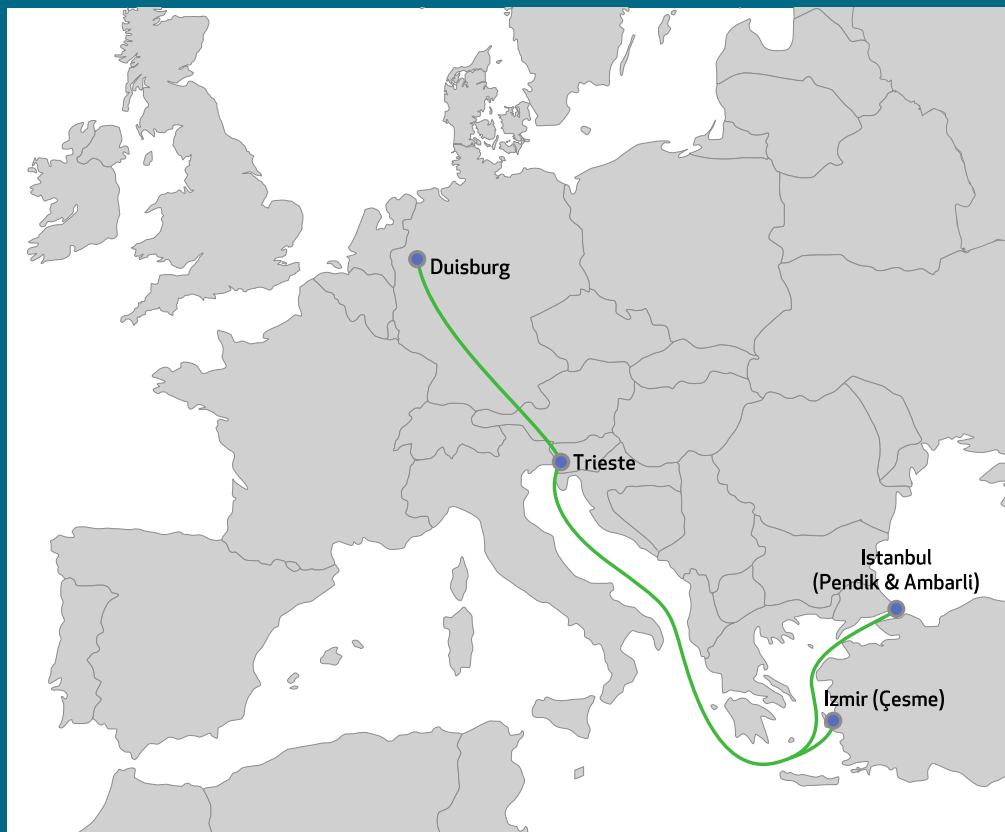 Duisburg
Trieste
Istanbul
(Pendik & Ambarli)
Izmir (Çesme)